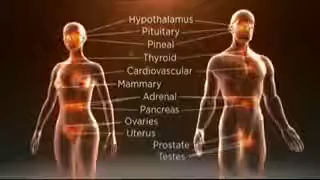 Hypothalamus
Pituitary
Pineal
Thyroid
Cardiovascular
Mammary
Adrenal
Pancreas
Ovaries
Uterus
Prostate
Testes